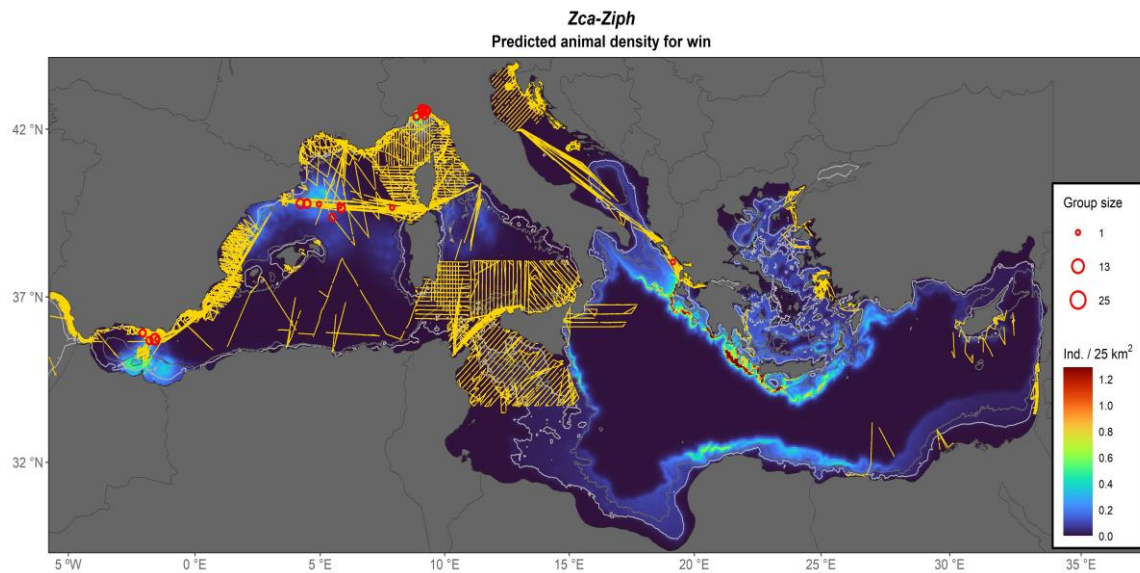 Zca-Ziph
Predicted animal density for win
42 °N
37 °N
32 °N
5 °W
0 °E
5 °E
10 °E
15 °E
20 °E
25 °E
30 °E
35 °E
Group size
1
13
25
Ind. / 25 km²
1.2
1.0
0.8
0.6
0.4
0.2
0.0